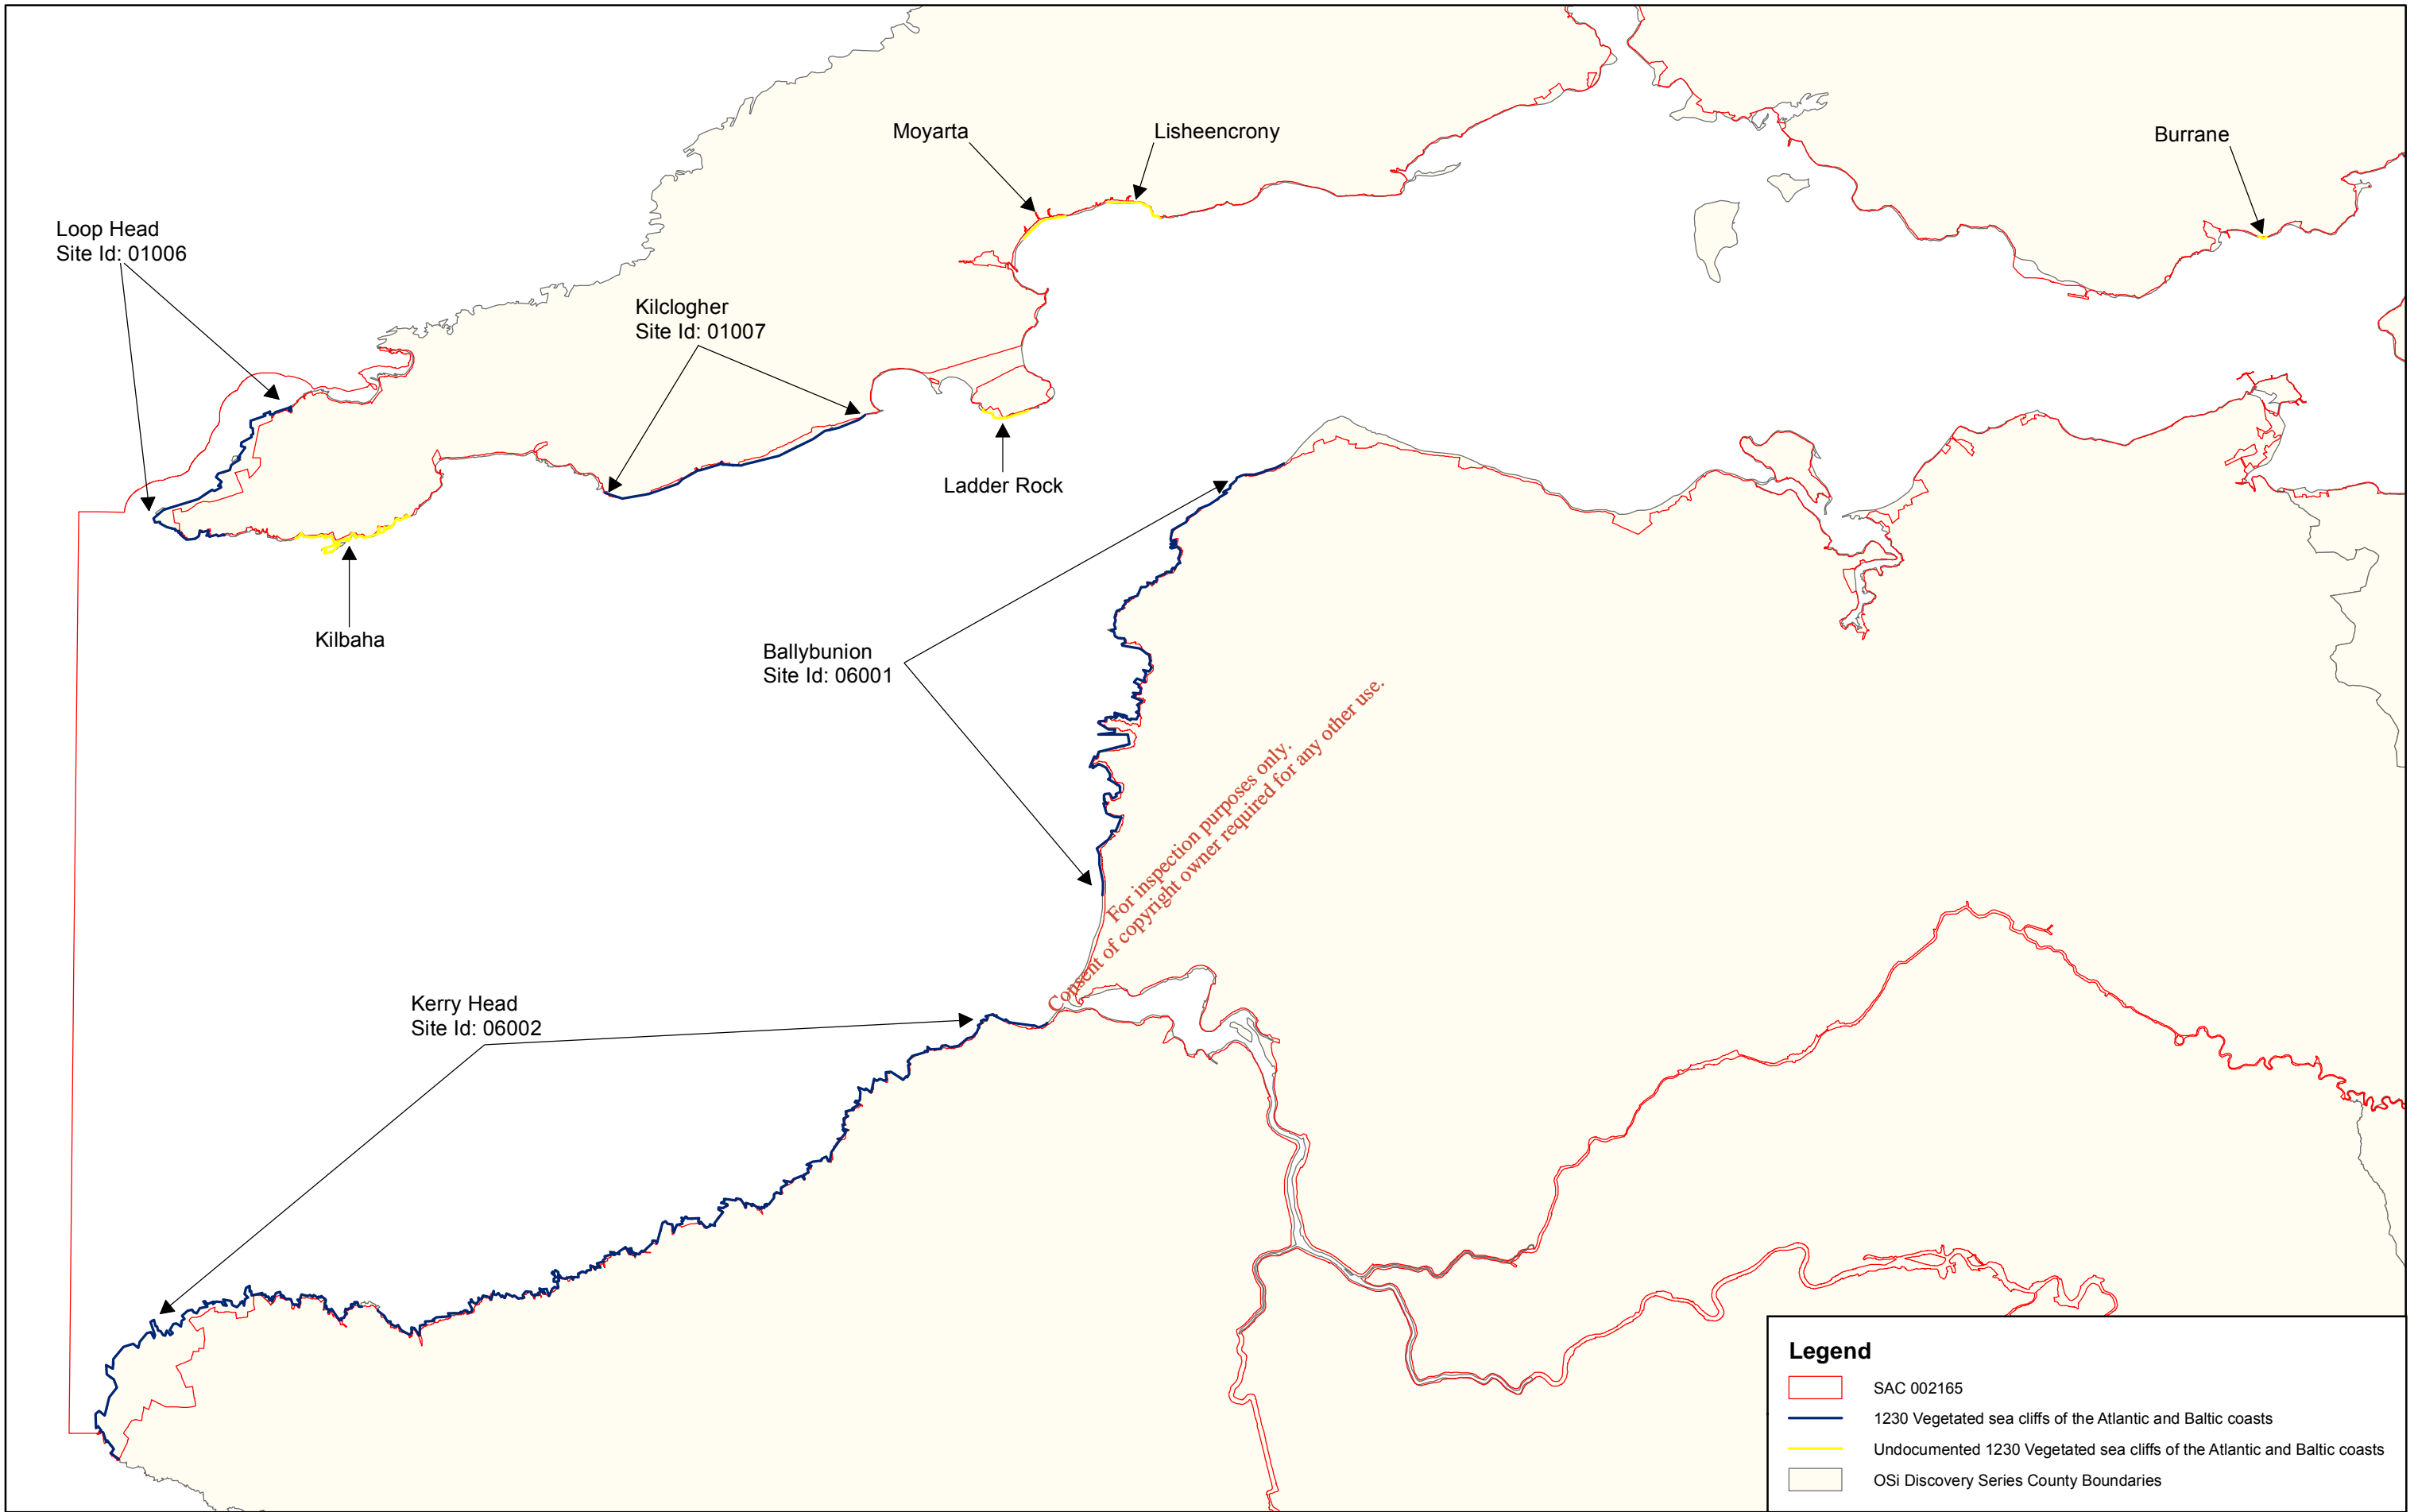 Moyarta
Lisheencrony
Burrane
Loop Head
Site Id: 01006
Kilclogher
Site Id: 01007
Ladder Rock
Kilbaha
Ballybunion
Site Id: 06001
For inspection purposes only.
Consent of copyright owner required for any other use.
Kerry Head
Site Id: 06002
Legend
SAC 002165
1230 Vegetated sea cliffs of the Atlantic and Baltic coasts
Undocumented 1230 Vegetated sea cliffs of the Atlantic and Baltic coasts
OSi Discovery Series County Boundaries